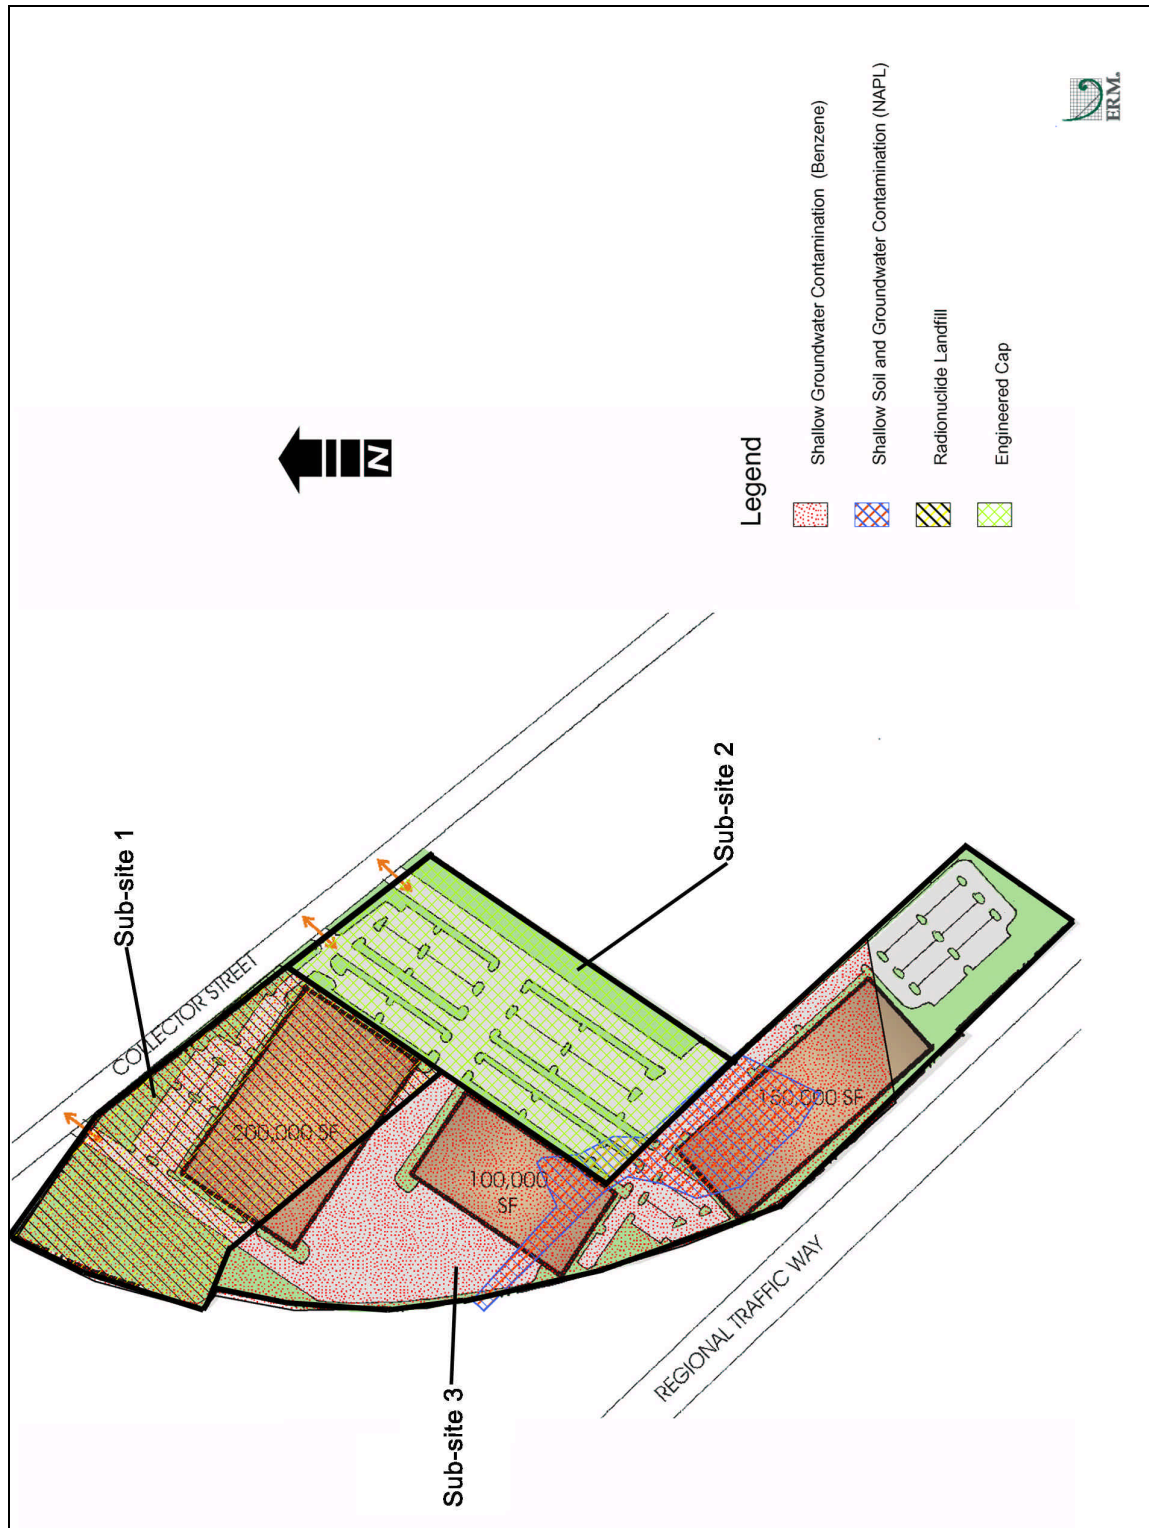 Sub-site 1
COLLECTOR STREET
Sub-site 2
200,000 SF
100,000
SF
150,000 SF
Sub-site 3
REGIONAL TRAFFIC WAY
N
Legend
Shallow Groundwater Contamination (Benzene)
Shallow Soil and Groundwater Contamination (NAPL)
Radionuclide Landfill
Engineered Cap
ERM.